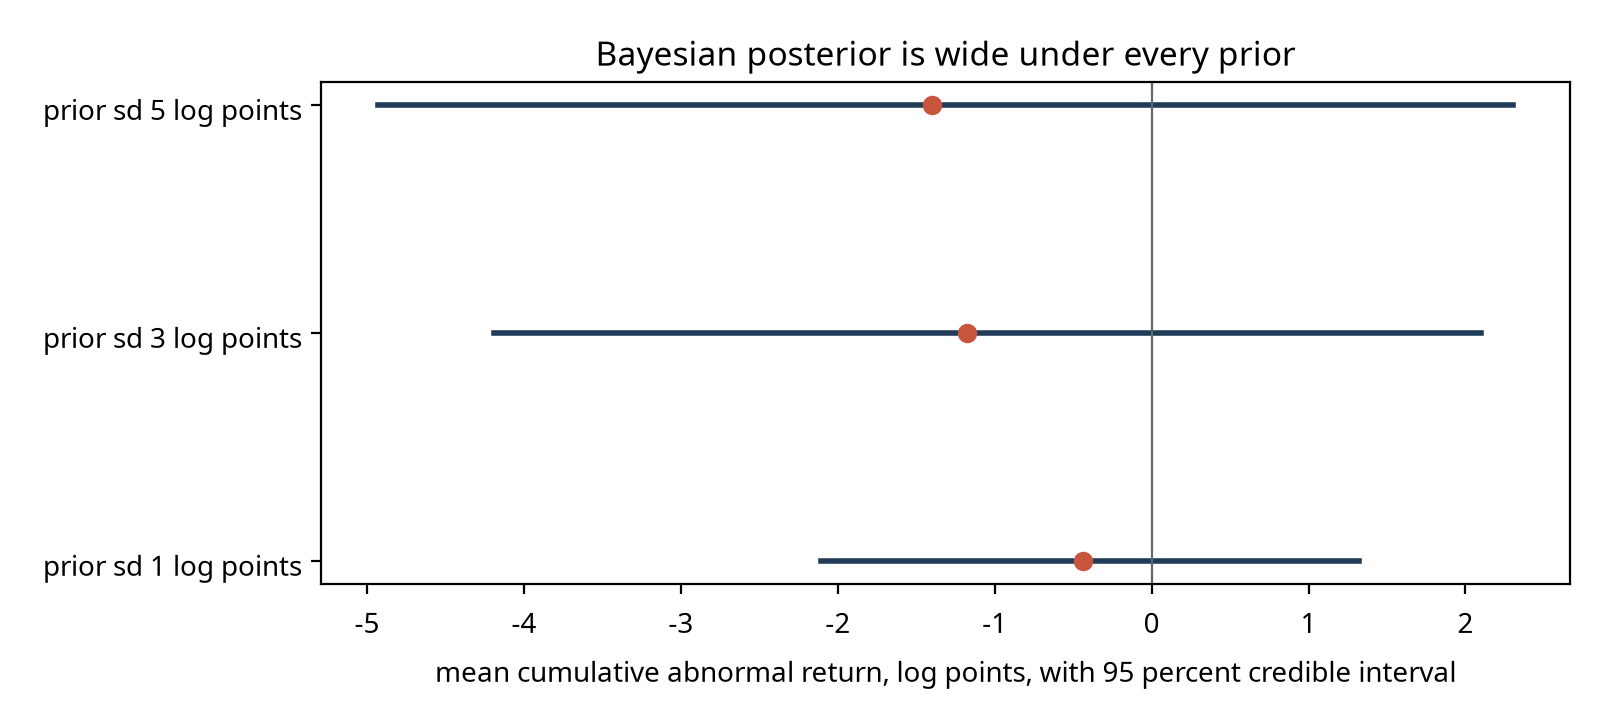 Bayesian posterior is wide under every prior
prior sd 5 log points
prior sd 3 log points
prior sd 1 log points
-5 -4 -3 -2 -1 0 1 2
mean cumulative abnormal return, log points, with 95 percent credible interval